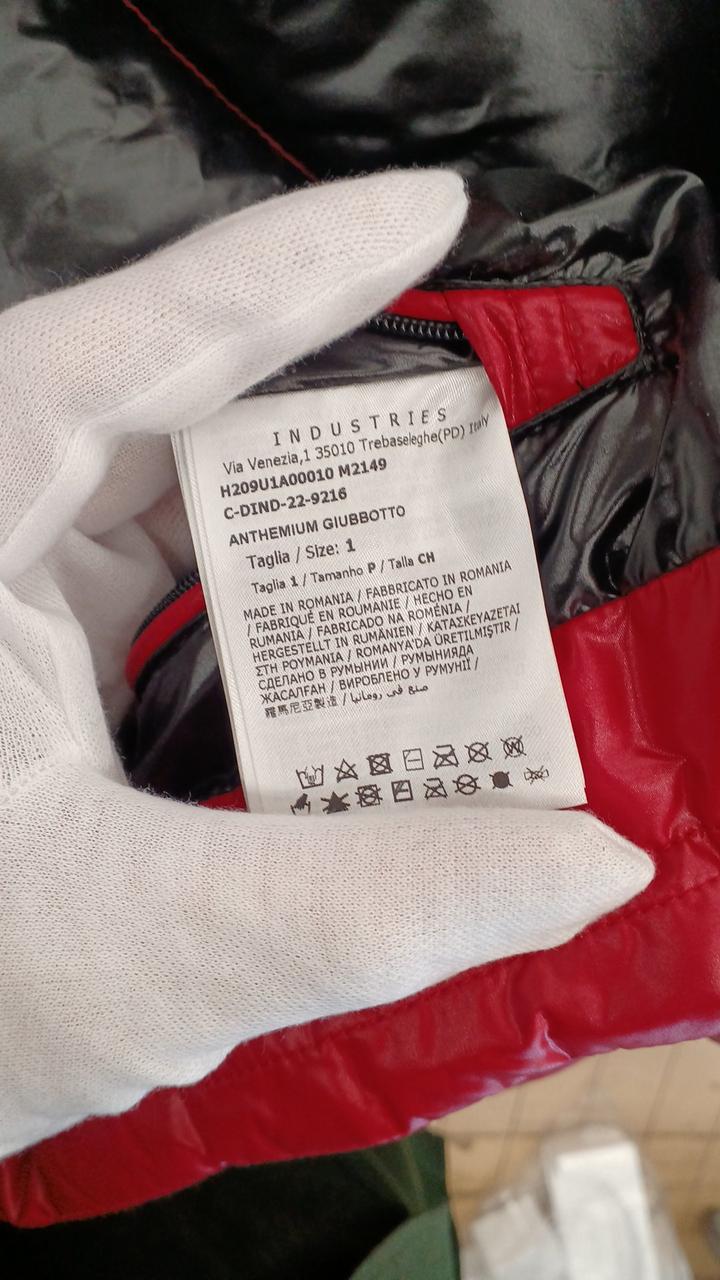 INDUSTRIES
Via Venezia,1 35010 Trebaseleghe(PD) Italy
H209U1A00010 M2149
C-DIND-22-9216
ANTHEMIUM GIUBBOTTO
Taglia / Size: 1
Taglia 1 / Tamanho P / Talla CH
MADE IN ROMANIA / FABBRICATO IN ROMANIA
/ FABRIQUÉ EN ROUMANIE / HECHO EN
RUMANIA / FABRICADO NA ROMÉNIA /
HERGESTELLT IN RUMÄNIEN / ΚΑΤΑΣΚΕΥΑΖΕΤΑΙ
ΣΤΗ ΡΟΥΜΑΝΙΑ / ROMANYA'DA ÜRETILMIŞTIR /
СДЕЛАНО В РУМЫНИИ / РУМЫНИЯДА
ЖАСАЛҒАН / ВИРОБЛЕНО У РУМУНІЇ /
羅馬尼亞製造 / صنع في رومانيا